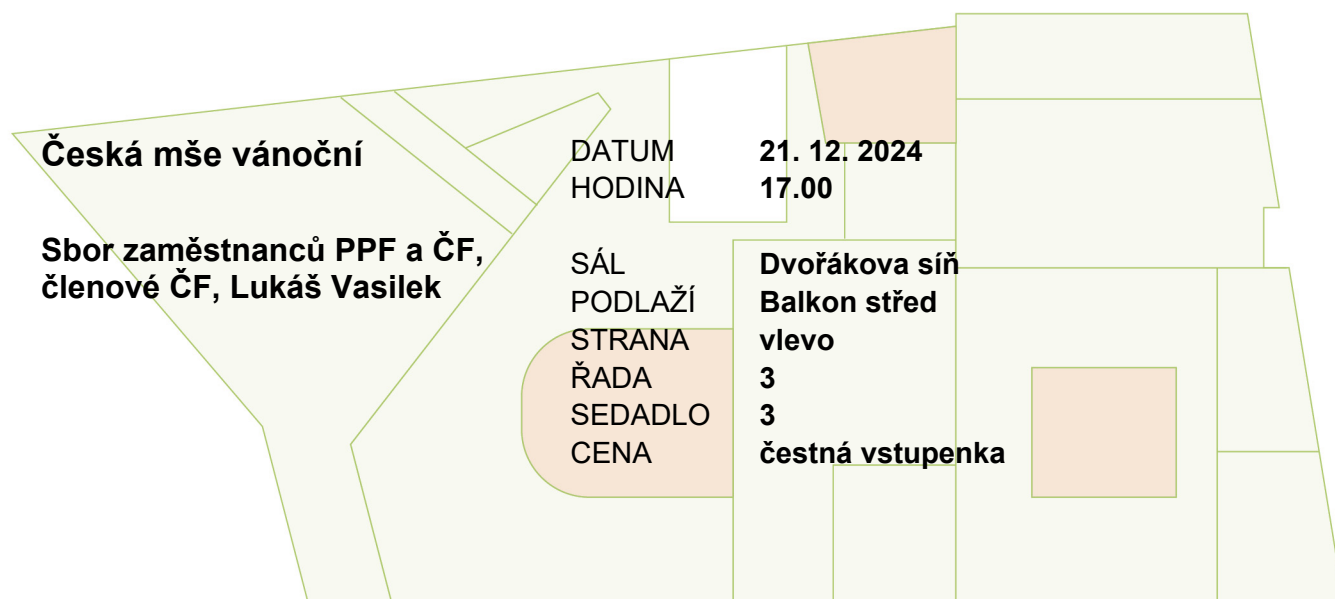 Česká mše vánoční
Sbor zaměstnanců PPF a ČF,
členové ČF, Lukáš Vasilek
DATUM 21. 12. 2024
HODINA 17.00
SÁL Dvořákova síň
PODLAŽÍ Balkon střed
STRANA vlevo
ŘADA 3
SEDADLO 3
CENA čestná vstupenka